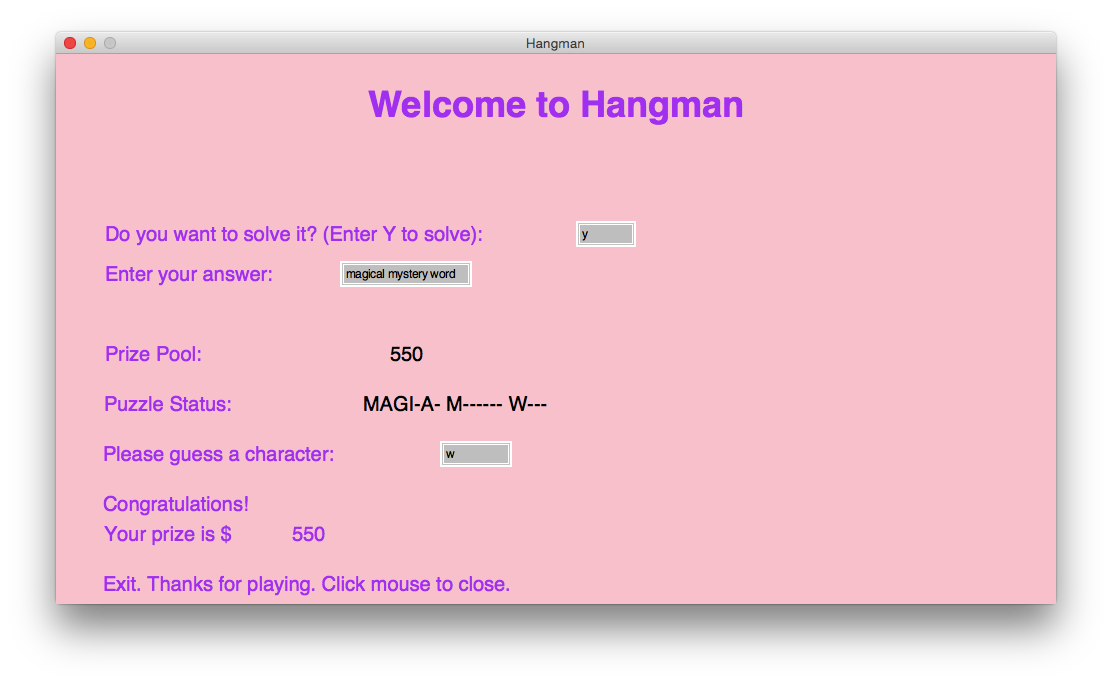 Hangman
Welcome to Hangman
Do you want to solve it? (Enter Y to solve): y
Enter your answer: magical mystery word
Prize Pool: 550
Puzzle Status: MAGI-A- M------ W---
Please guess a character: w
Congratulations!
Your prize is $ 550
Exit. Thanks for playing. Click mouse to close.